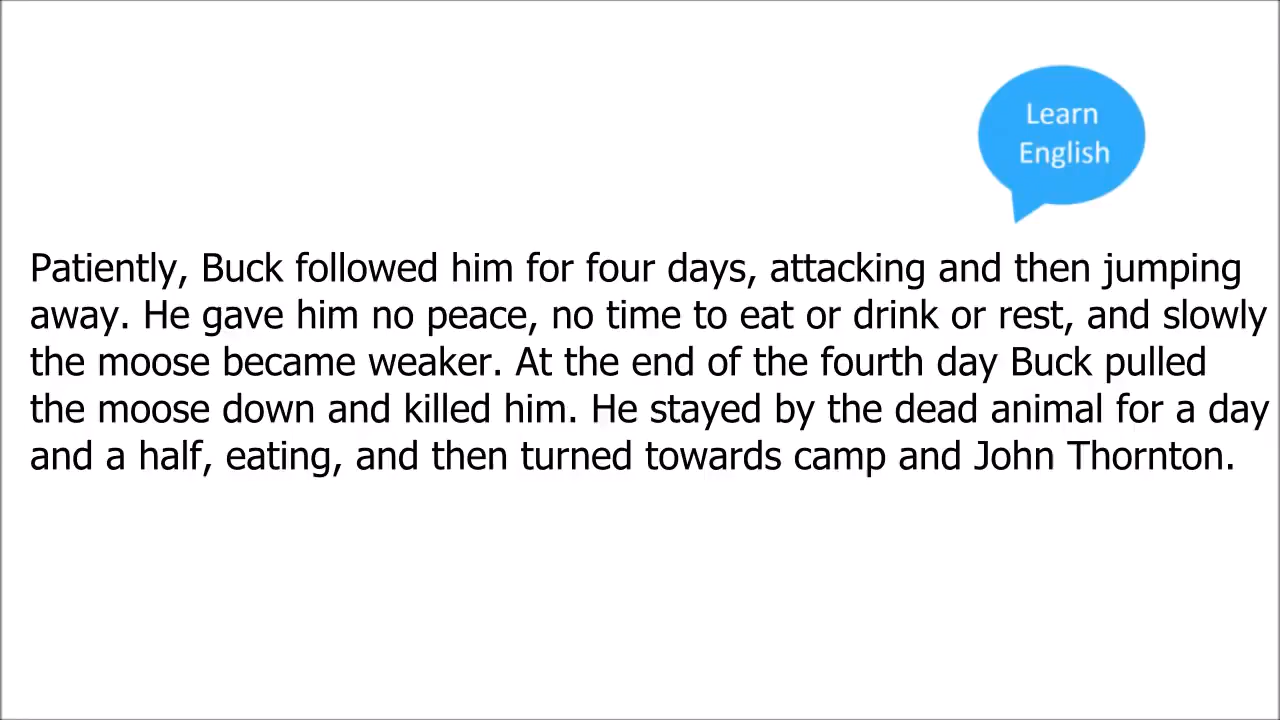 Learn
English
Patiently, Buck followed him for four days, attacking and then jumping
away. He gave him no peace, no time to eat or drink or rest, and slowly
the moose became weaker. At the end of the fourth day Buck pulled
the moose down and killed him. He stayed by the dead animal for a day
and a half, eating, and then turned towards camp and John Thornton.